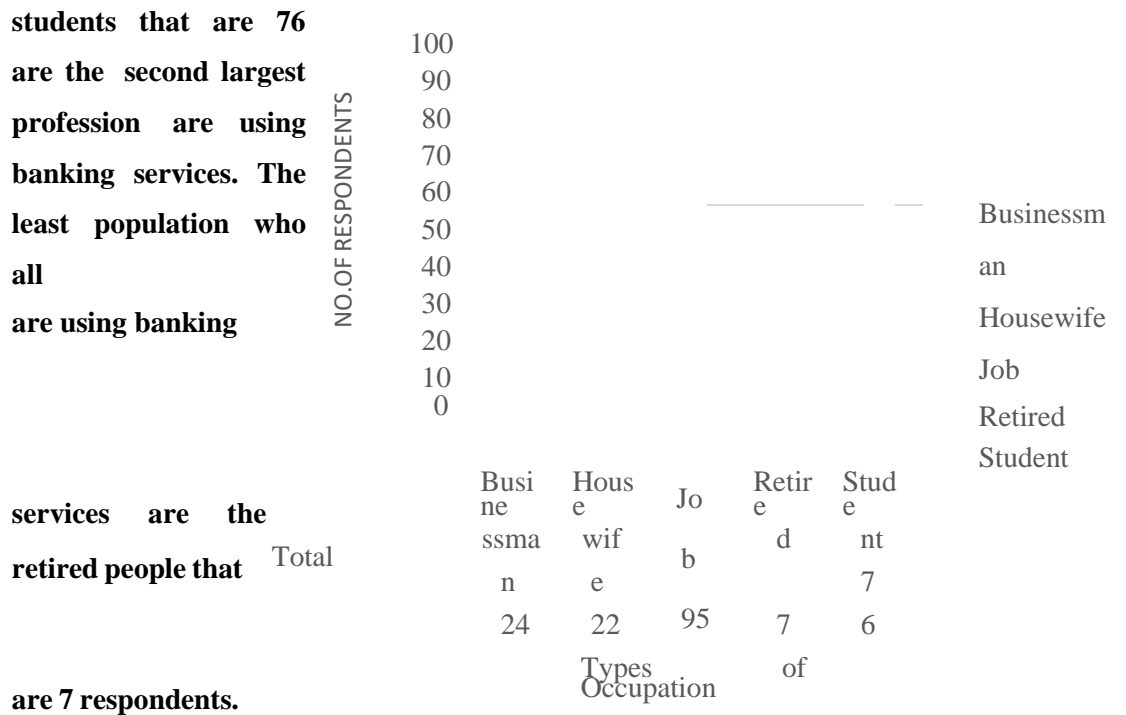 students that are 76
are the second largest
profession are using
banking services. The
least population who
all
are using banking
services are the
retired people that
are 7 respondents.
NO.OF RESPONDENTS
100
90
80
70
60
50
40
30
20
10
0
Businessm
an
Housewife
Job
Retired
Student
Busi Hous Jo Retir Stud
ne e e e
ssma wif b d nt
n e 7
24 22 95 7 6
Total
Types of
Occupation